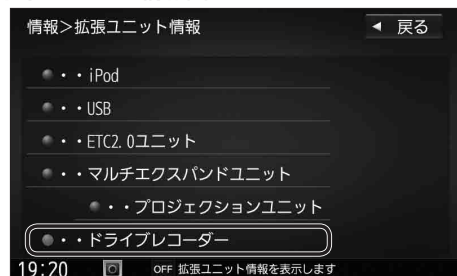 情報>拡張ユニット情報
◀ 戻る
・・iPod
・・USB
・・ETC2.0ユニット
・・マルチエクスパンドユニット
・・プロジェクションユニット
・・ドライブレコーダー
19:20 OFF 拡張ユニット情報を表示します